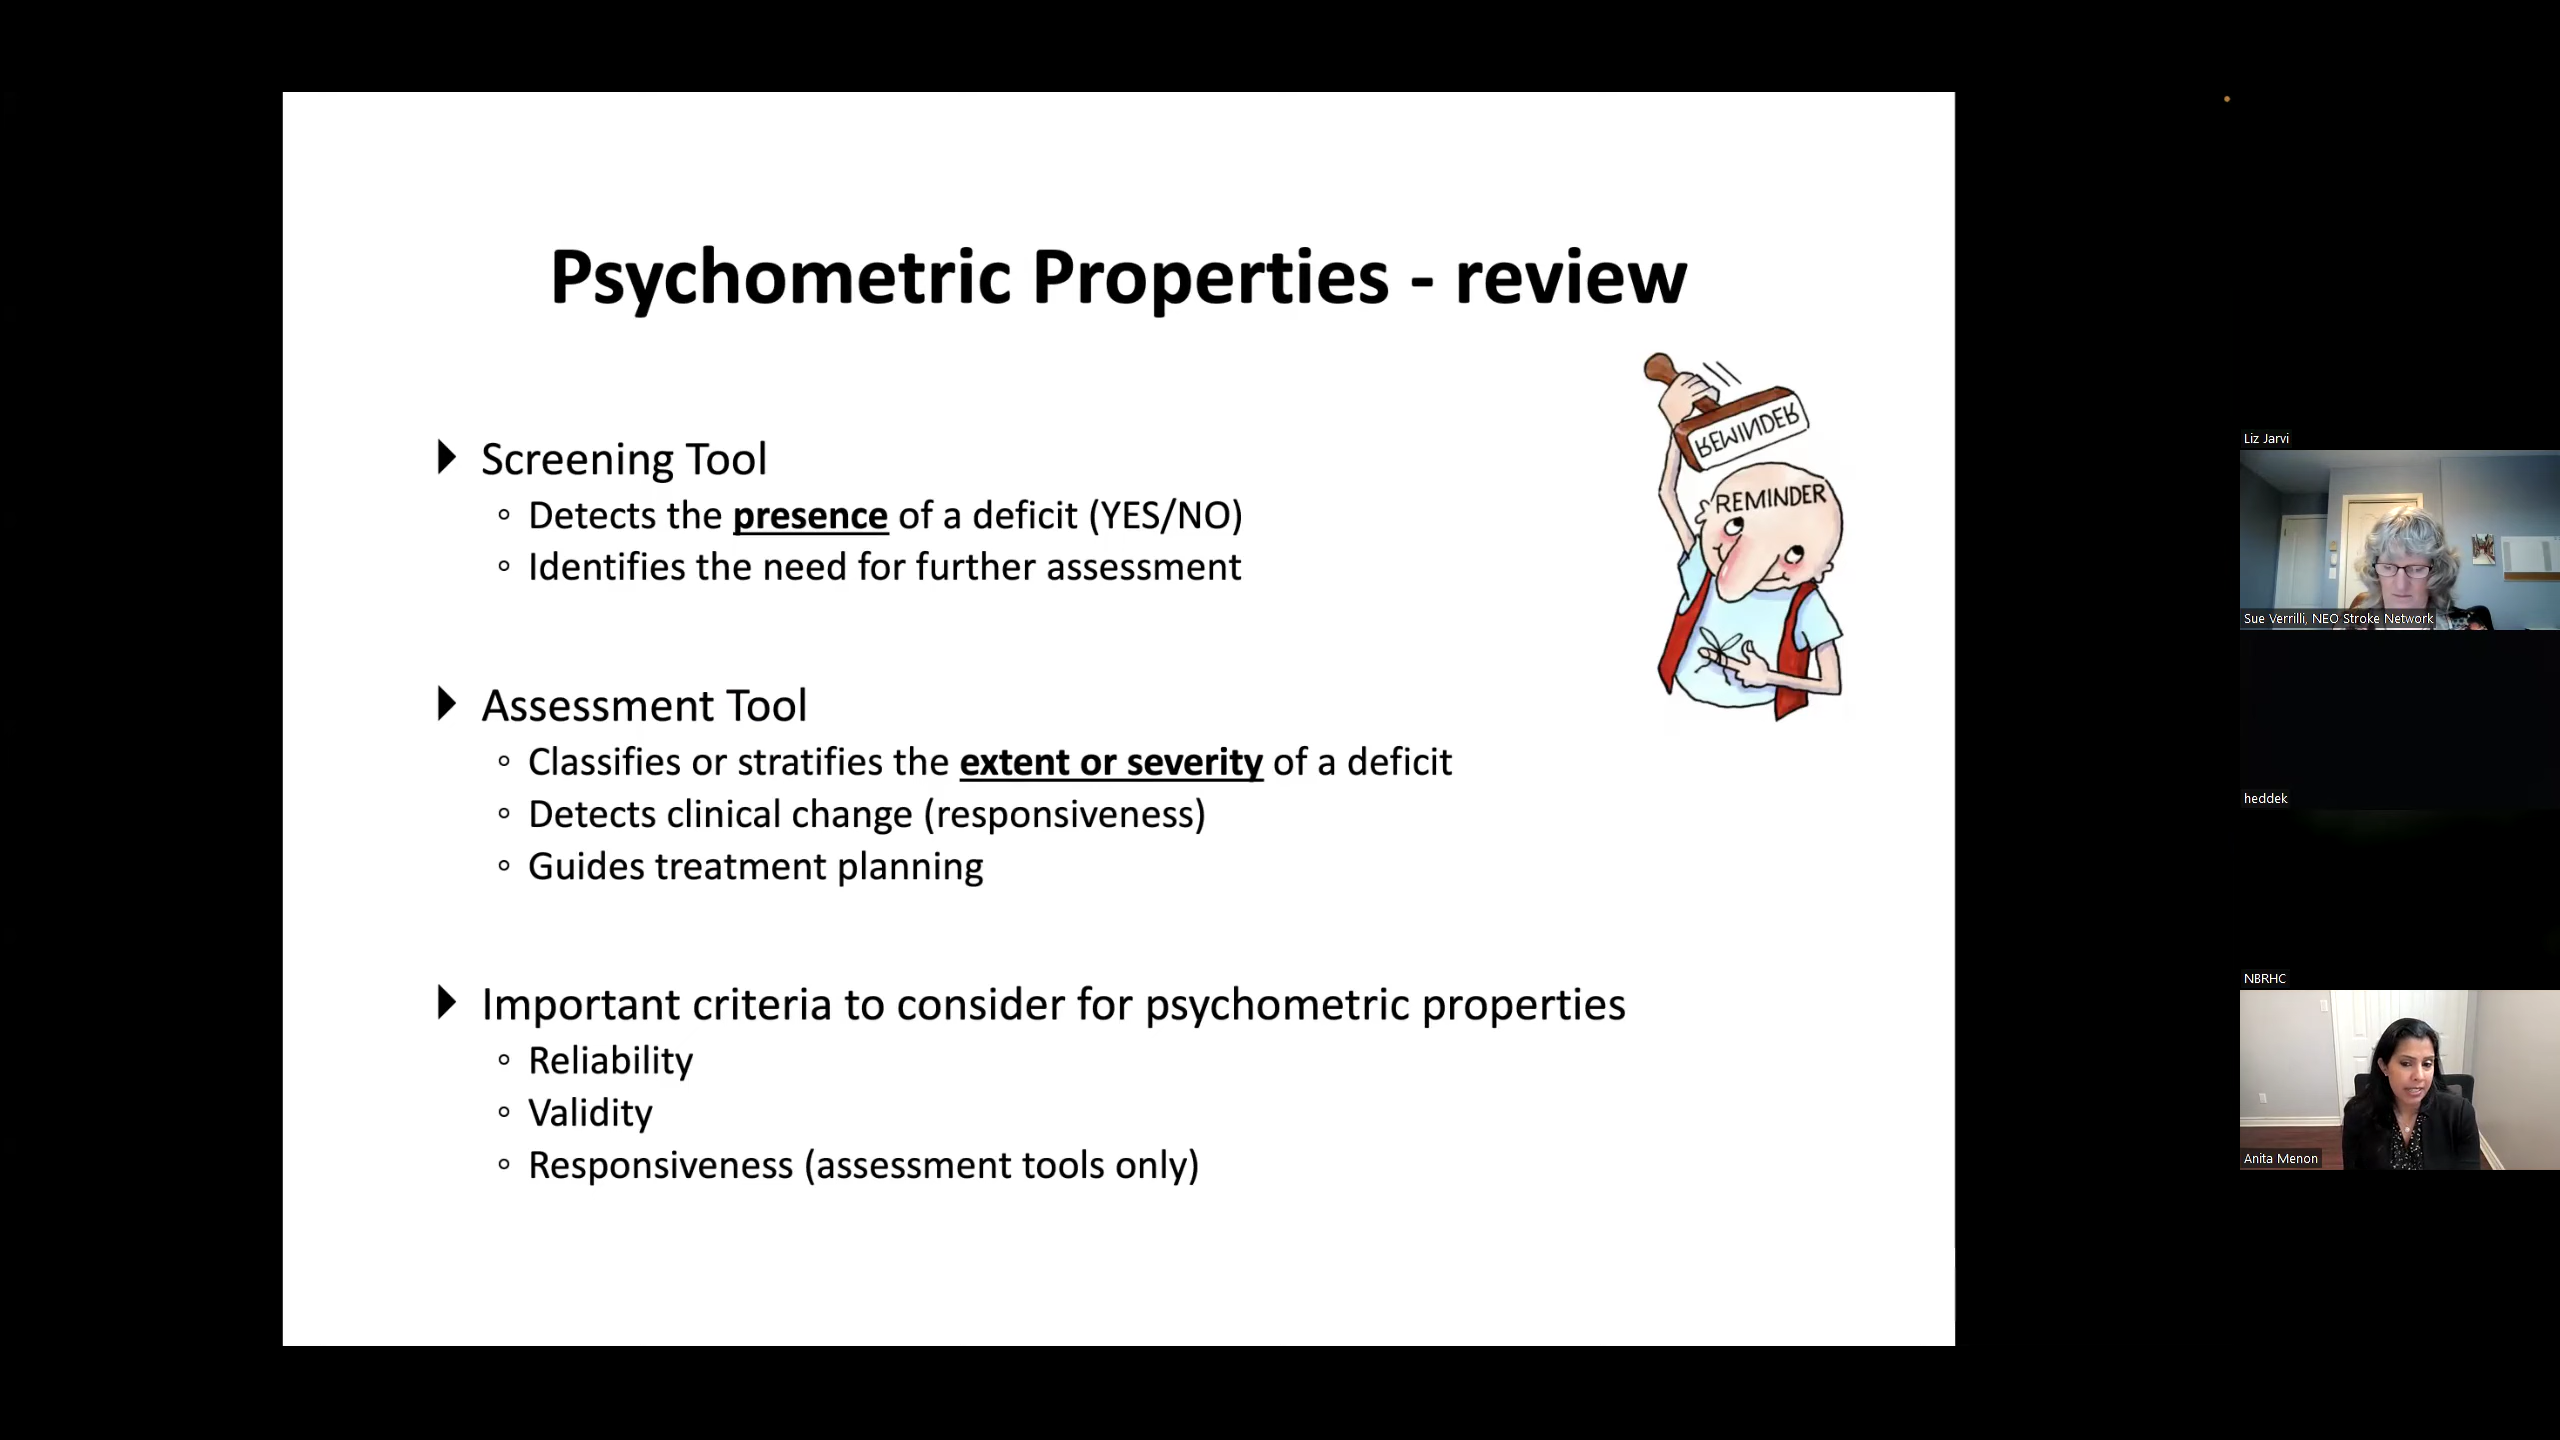 Psychometric Properties - review
Screening Tool
Detects the presence of a deficit (YES/NO)
Identifies the need for further assessment
Assessment Tool
Classifies or stratifies the extent or severity of a deficit
Detects clinical change (responsiveness)
Guides treatment planning
Important criteria to consider for psychometric properties
Reliability
Validity
Responsiveness (assessment tools only)
REMINDER
REMINDER
Liz Jarvi
Sue Verrilli, NEO Stroke Network
heddek
NBRHC
Anita Menon